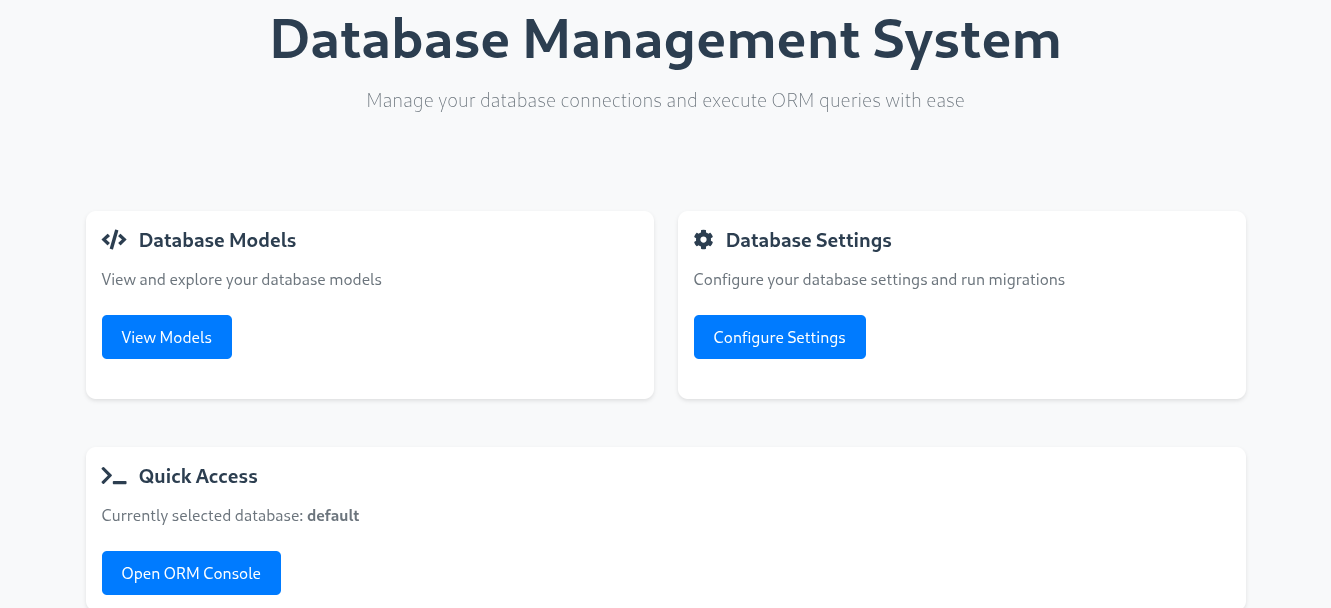 Database Management System
Manage your database connections and execute ORM queries with ease
Database Models
View and explore your database models
View Models
Database Settings
Configure your database settings and run migrations
Configure Settings
Quick Access
Currently selected database: default
Open ORM Console